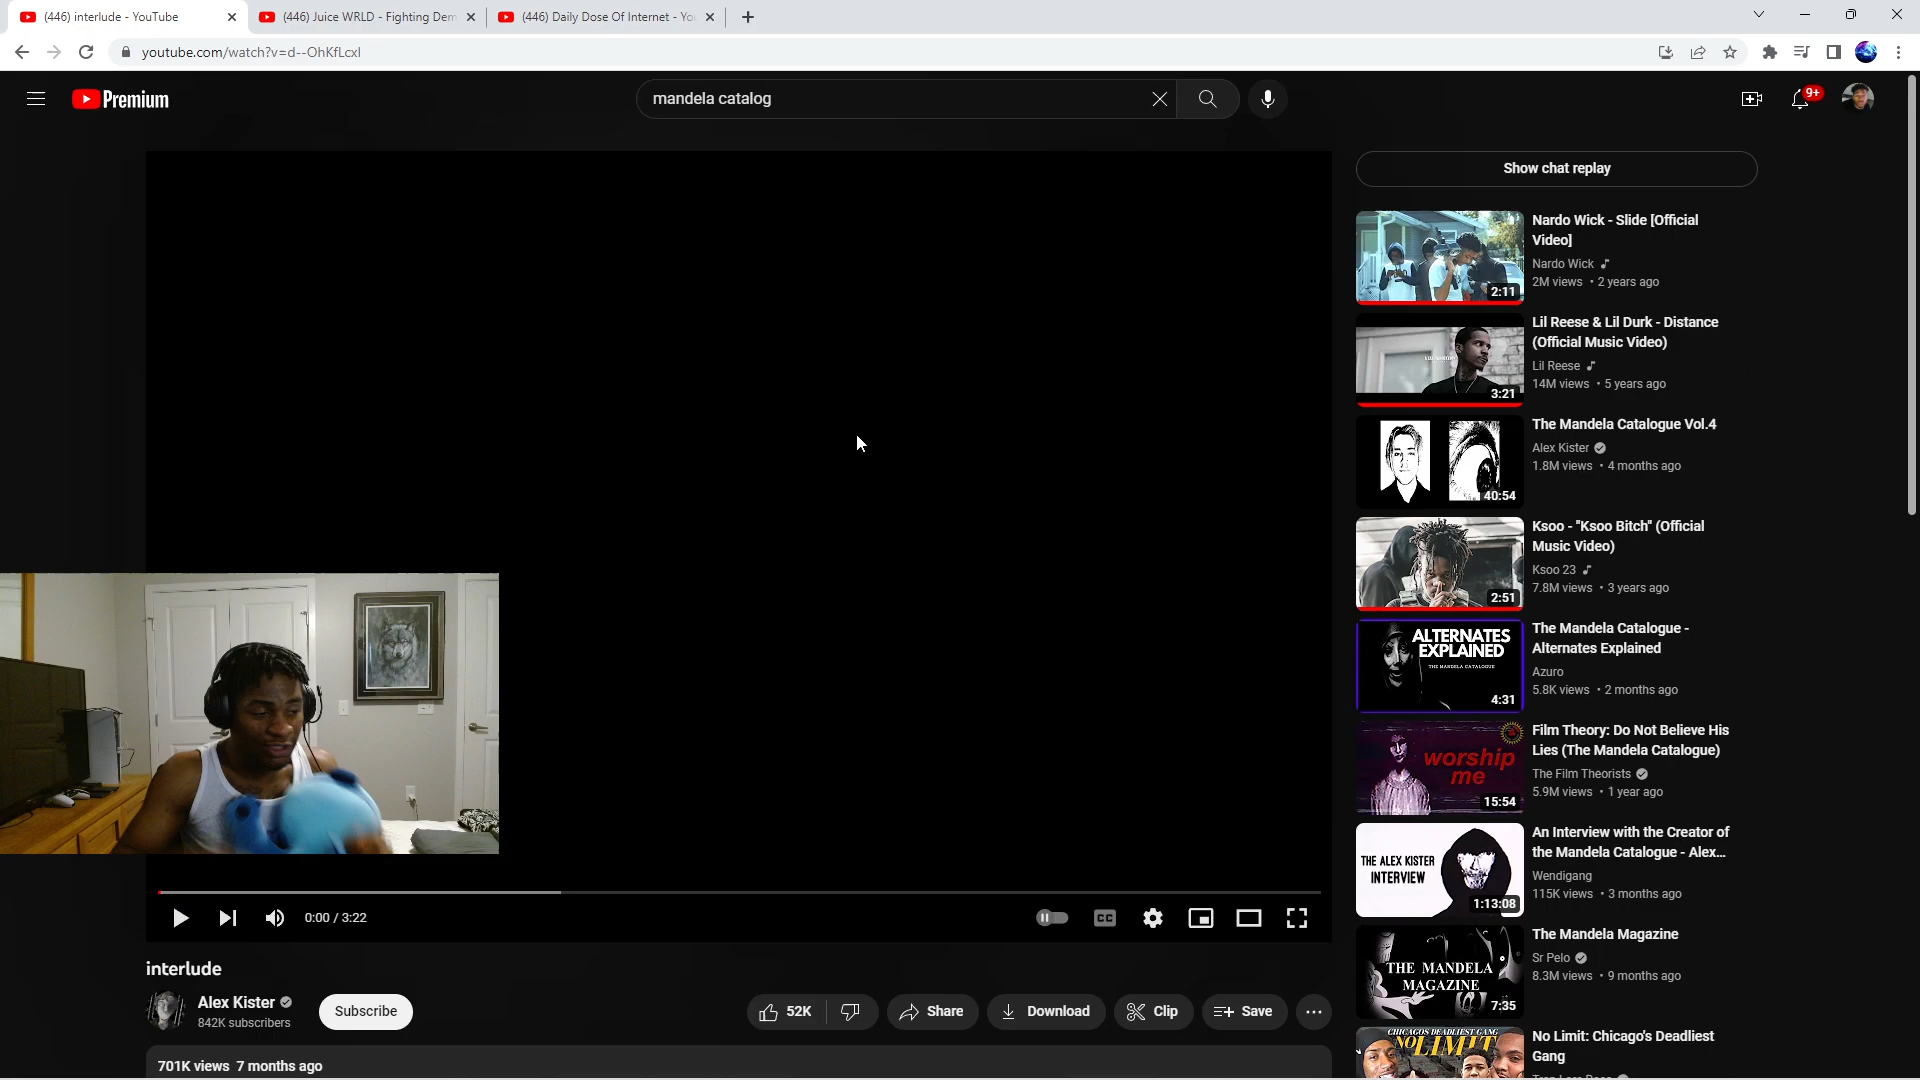 (446) interlude - YouTube
(446) Juice WRLD - Fighting Dem
(446) Daily Dose Of Internet - Yo
youtube.com/watch?v=d--OhKfLcxI
Premium
mandela catalog
9+
Show chat replay
Nardo Wick - Slide [Official
Video]
Nardo Wick
2M views • 2 years ago
2:11
Lil Reese & Lil Durk - Distance
(Official Music Video)
Lil Reese
14M views • 5 years ago
3:21
The Mandela Catalogue Vol.4
Alex Kister
1.8M views • 4 months ago
40:54
Ksoo - "Ksoo Bitch" (Official
Music Video)
Ksoo 23
7.8M views • 3 years ago
2:51
ALTERNATES
EXPLAINED
THE MANDELA CATALOGUE
4:31
The Mandela Catalogue -
Alternates Explained
Azuro
5.8K views • 2 months ago
worship
me
15:54
Film Theory: Do Not Believe His
Lies (The Mandela Catalogue)
The Film Theorists
5.9M views • 1 year ago
THE ALEX KISTER
INTERVIEW
1:13:08
An Interview with the Creator of
the Mandela Catalogue - Alex...
Wendigang
115K views • 3 months ago
THE MANDELA
MAGAZINE
7:35
The Mandela Magazine
Sr Pelo
8.3M views • 9 months ago
CHICAGOS DEADLIEST GANG
NO LIMIT
No Limit: Chicago's Deadliest
Gang
0:00 / 3:22
CC
interlude
Alex Kister
842K subscribers
Subscribe
52K
Share
Download
Clip
Save
701K views 7 months ago